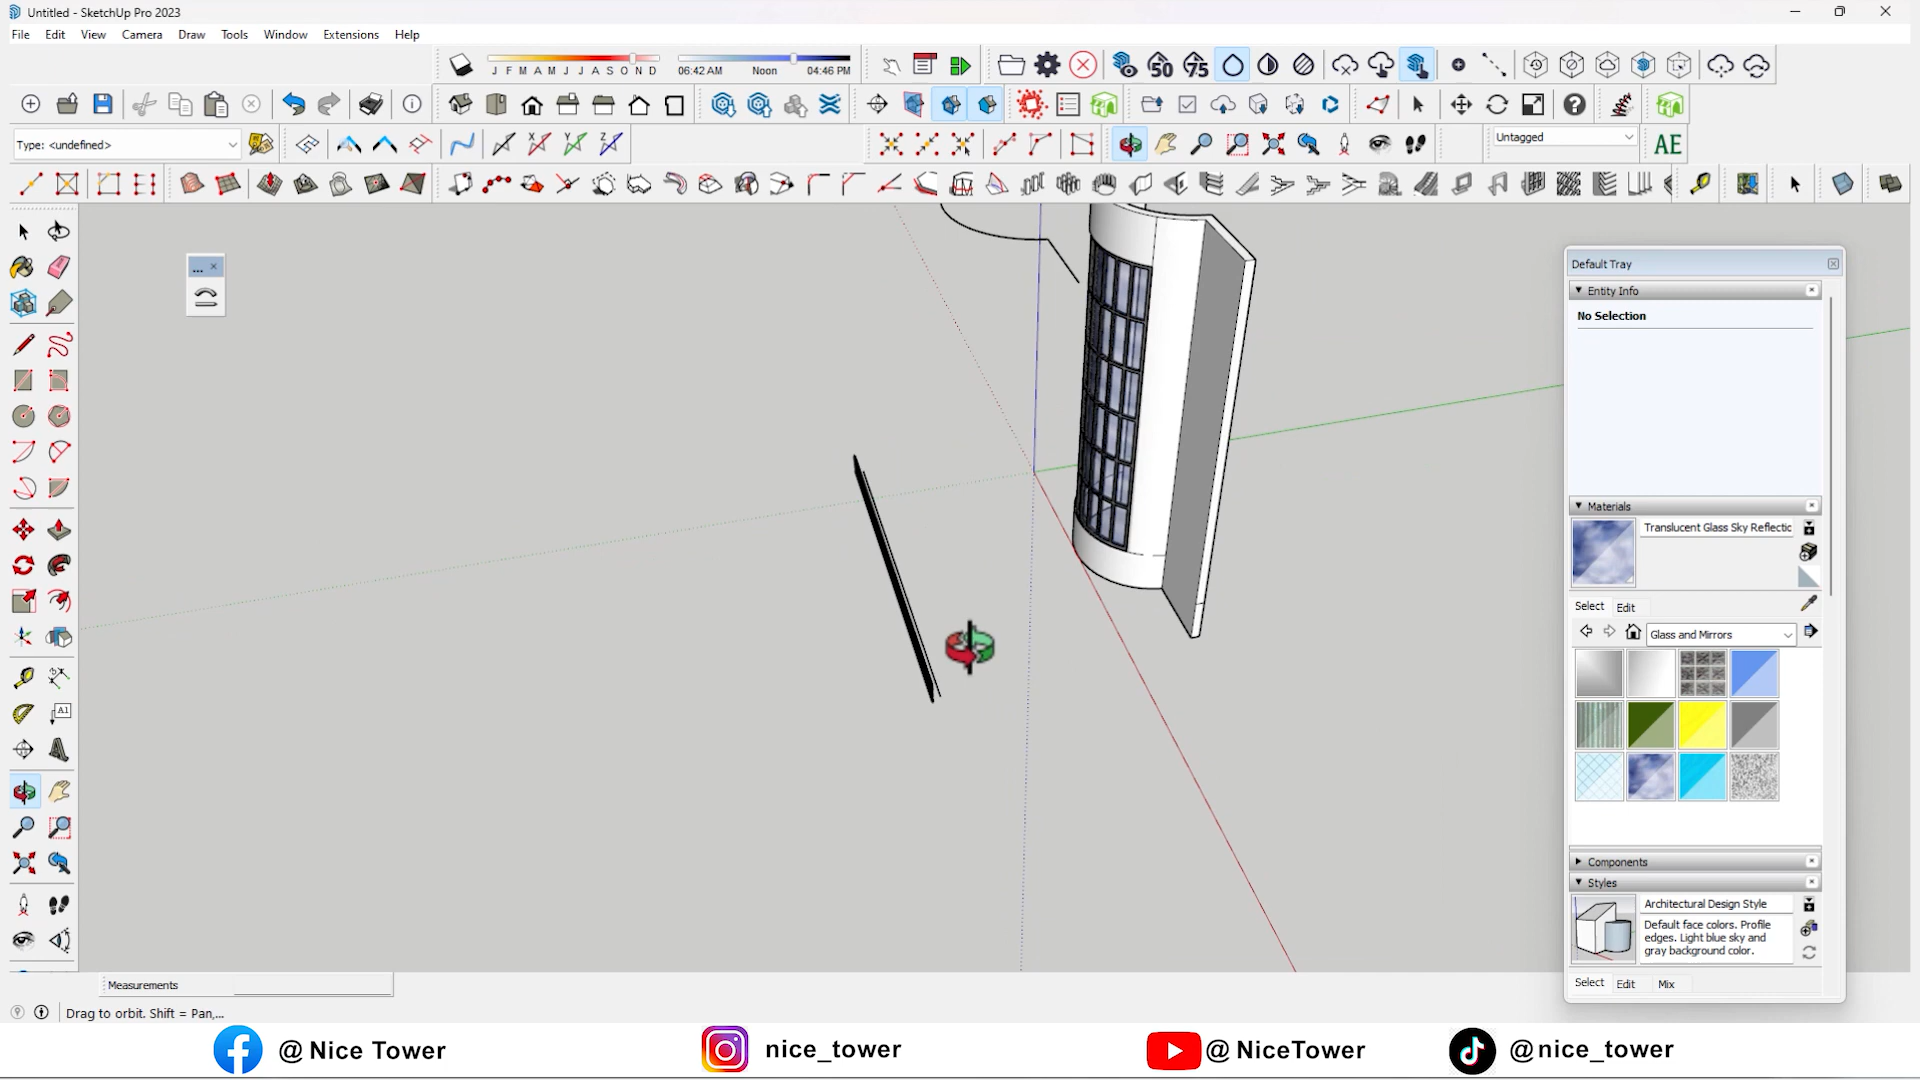 Untitled - SketchUp Pro 2023
File Edit View Camera Draw Tools Window Extensions Help
J F M A M J J A S O N D 06:42 AM Noon 04:46 PM
50 75
Type: <undefined>
X Y Z
Untagged
AE
...
A1
Default Tray
Entity Info
No Selection
Materials
Translucent Glass Sky Reflectic
Select Edit
Glass and Mirrors
Components
Styles
Architectural Design Style
Default face colors. Profile
edges. Light blue sky and
gray background color.
Select Edit Mix
Measurements
Drag to orbit. Shift = Pan,...
@ Nice Tower nice_tower @ NiceTower @nice_tower